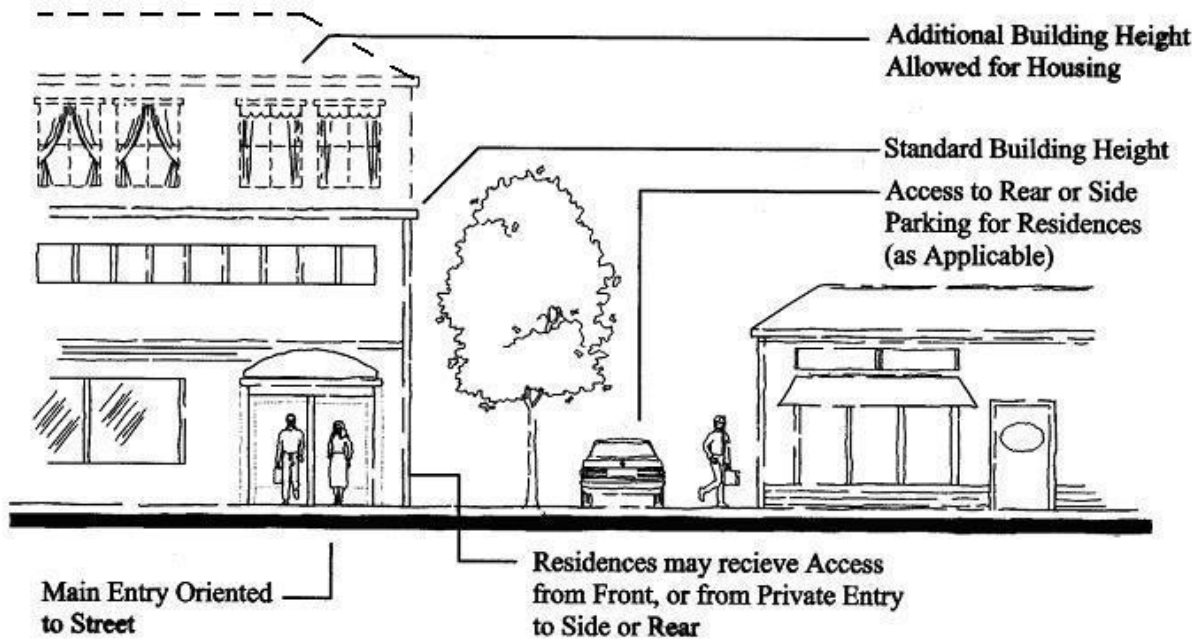 Additional Building Height
Allowed for Housing
Standard Building Height
Access to Rear or Side
Parking for Residences
(as Applicable)
Main Entry Oriented
to Street
Residences may recieve Access
from Front, or from Private Entry
to Side or Rear